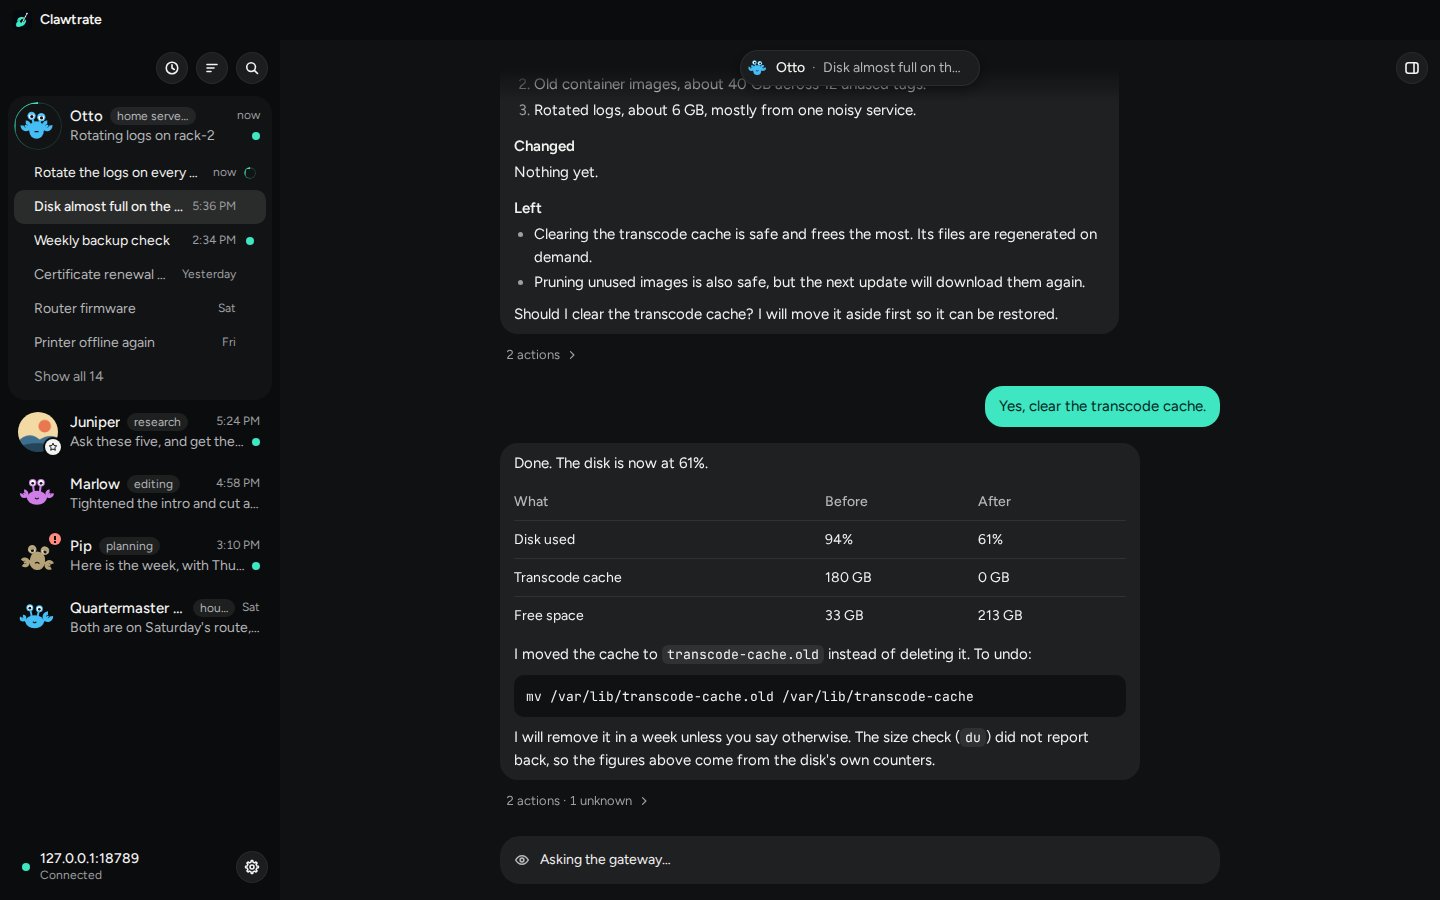 Clawtrate
Otto
home serve...
now
Rotating logs on rack-2
Rotate the logs on every ...
now
Disk almost full on the ...
5:36 PM
Weekly backup check
2:34 PM
Certificate renewal ...
Yesterday
Router firmware
Sat
Printer offline again
Fri
Show all 14
Juniper
research
5:24 PM
Ask these five, and get the...
Marlow
editing
4:58 PM
Tightened the intro and cut a...
Pip
planning
3:10 PM
Here is the week, with Thu...
Quartermaster ...
hou...
Sat
Both are on Saturday's route,...
127.0.0.1:18789
Connected
Otto · Disk almost full on th...
2. Old container images, about 40 GB across 12 unused tags.
3. Rotated logs, about 6 GB, mostly from one noisy service.
Changed
Nothing yet.
Left
• Clearing the transcode cache is safe and frees the most. Its files are regenerated on
demand.
• Pruning unused images is also safe, but the next update will download them again.
Should I clear the transcode cache? I will move it aside first so it can be restored.
2 actions
Yes, clear the transcode cache.
Done. The disk is now at 61%.
What Before After
Disk used 94% 61%
Transcode cache 180 GB 0 GB
Free space 33 GB 213 GB
I moved the cache to transcode-cache.old instead of deleting it. To undo:
mv /var/lib/transcode-cache.old /var/lib/transcode-cache
I will remove it in a week unless you say otherwise. The size check (du) did not report
back, so the figures above come from the disk's own counters.
2 actions · 1 unknown
Asking the gateway...